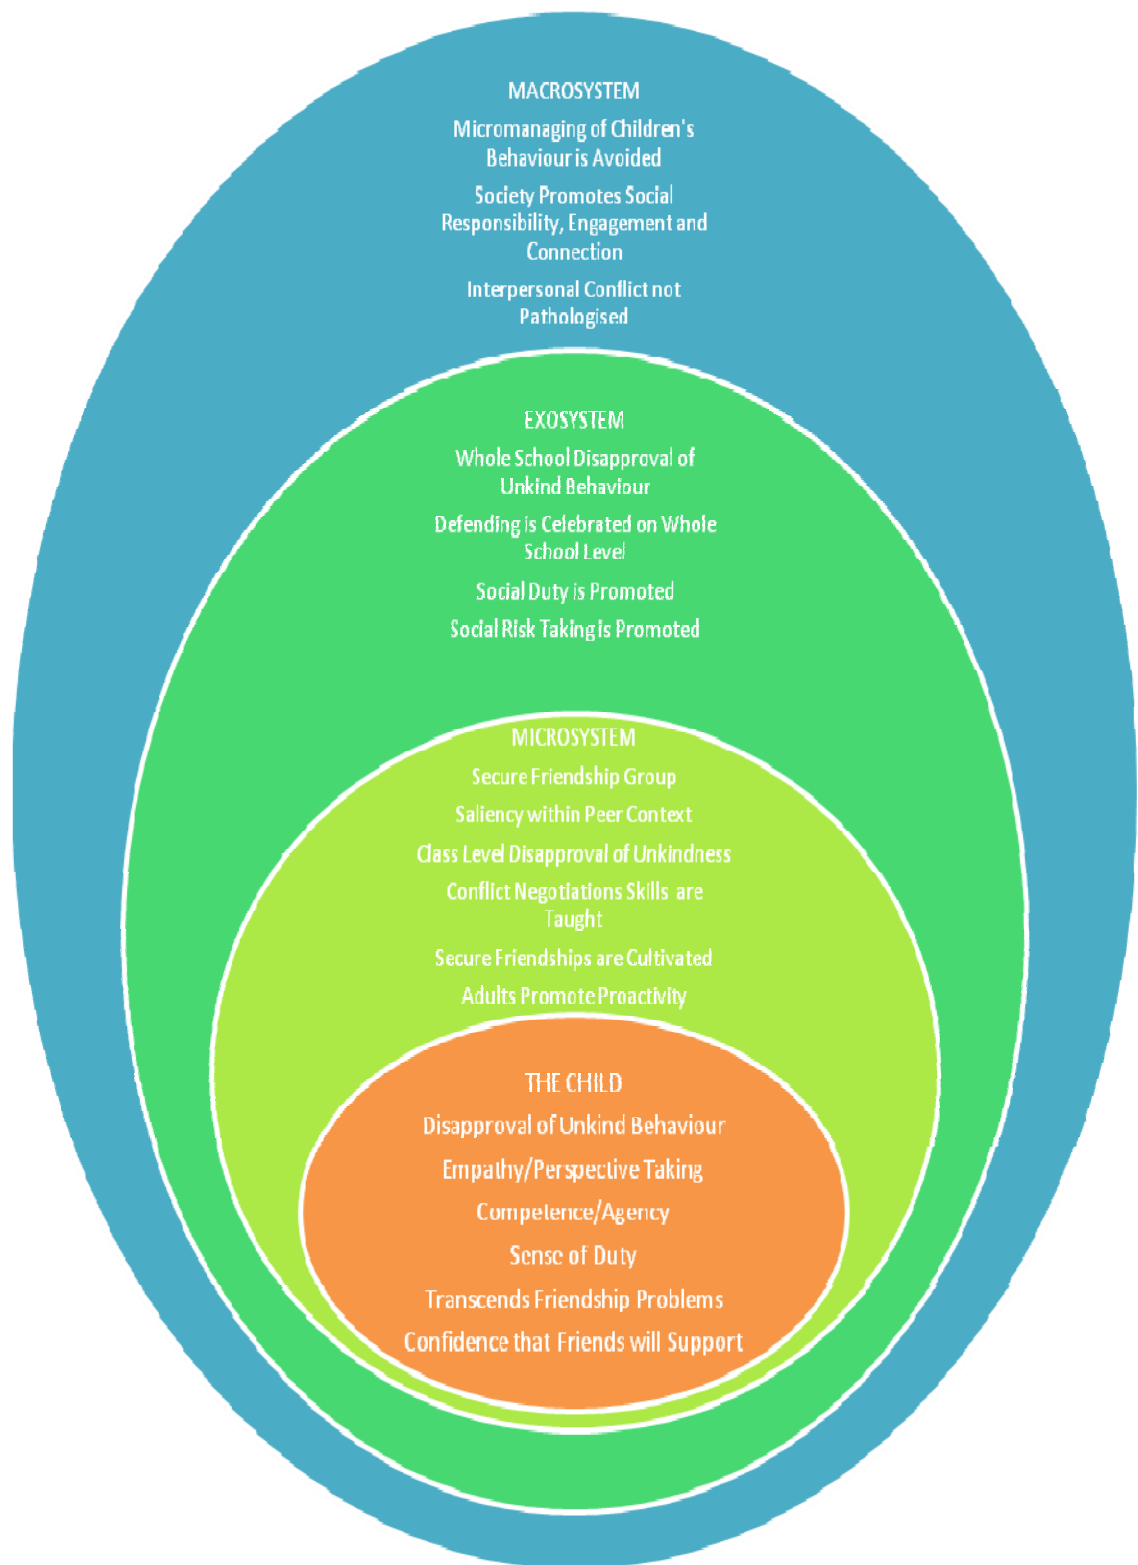 MACROSYSTEM
Micromanaging of Children's
Behaviour is Avoided
Society Promotes Social
Responsibility, Engagement and
Connection
Interpersonal Conflict not
Pathologised
EXOSYSTEM
Whole School Disapproval of
Unkind Behaviour
Defending is Celebrated on Whole
School Level
Social Duty is Promoted
Social Risk Taking is Promoted
MICROSYSTEM
Secure Friendship Group
Saliency within Peer Context
Class Level Disapproval of Unkindness
Conflict Negotiations Skills are
Taught
Secure Friendships are Cultivated
Adults Promote Proactivity
THE CHILD
Disapproval of Unkind Behaviour
Empathy/Perspective Taking
Competence/Agency
Sense of Duty
Transcends Friendship Problems
Confidence that Friends will Support